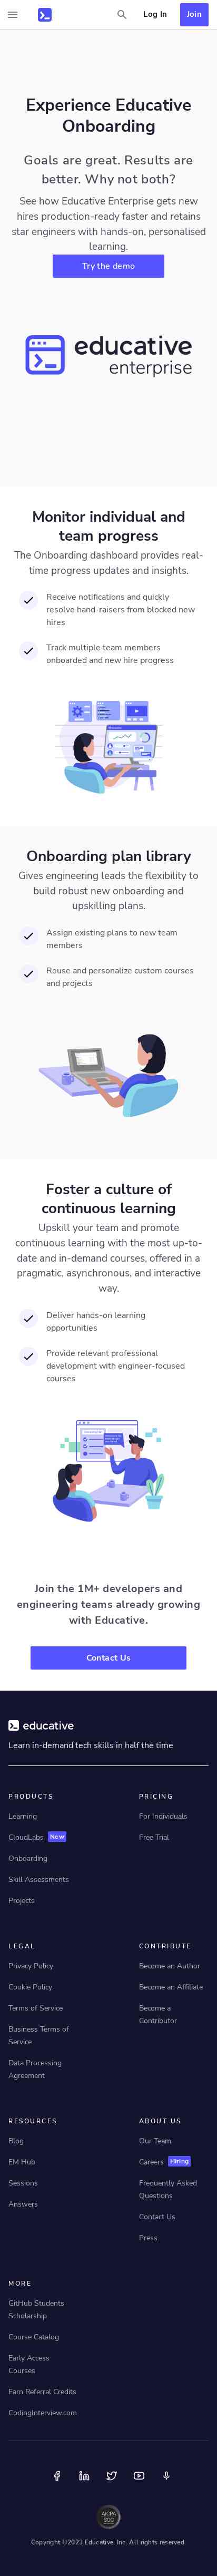 Log In
Join
Experience Educative
Onboarding
Goals are great. Results are
better. Why not both?
See how Educative Enterprise gets new
hires production-ready faster and retains
star engineers with hands-on, personalised
learning.
Try the demo
educative
enterprise
Monitor individual and
team progress
The Onboarding dashboard provides real-
time progress updates and insights.
Receive notifications and quickly
resolve hand-raisers from blocked new
hires
Track multiple team members
onboarded and new hire progress
Onboarding plan library
Gives engineering leads the flexibility to
build robust new onboarding and
upskilling plans.
Assign existing plans to new team
members
Reuse and personalize custom courses
and projects
Foster a culture of
continuous learning
Upskill your team and promote
continuous learning with the most up-to-
date and in-demand courses, offered in a
pragmatic, asynchronous, and interactive
way.
Deliver hands-on learning
opportunities
Provide relevant professional
development with engineer-focused
courses
Join the 1M+ developers and
engineering teams already growing
with Educative.
Contact Us
educative
Learn in-demand tech skills in half the time
PRODUCTS
Learning
CloudLabs New
Onboarding
Skill Assessments
Projects
PRICING
For Individuals
Free Trial
LEGAL
Privacy Policy
Cookie Policy
Terms of Service
Business Terms of
Service
Data Processing
Agreement
CONTRIBUTE
Become an Author
Become an Affiliate
Become a
Contributor
RESOURCES
Blog
EM Hub
Sessions
Answers
ABOUT US
Our Team
Careers Hiring
Frequently Asked
Questions
Contact Us
Press
MORE
GitHub Students
Scholarship
Course Catalog
Early Access
Courses
Earn Referral Credits
CodingInterview.com
AICPA
SOC
Copyright ©2023 Educative, Inc. All rights reserved.